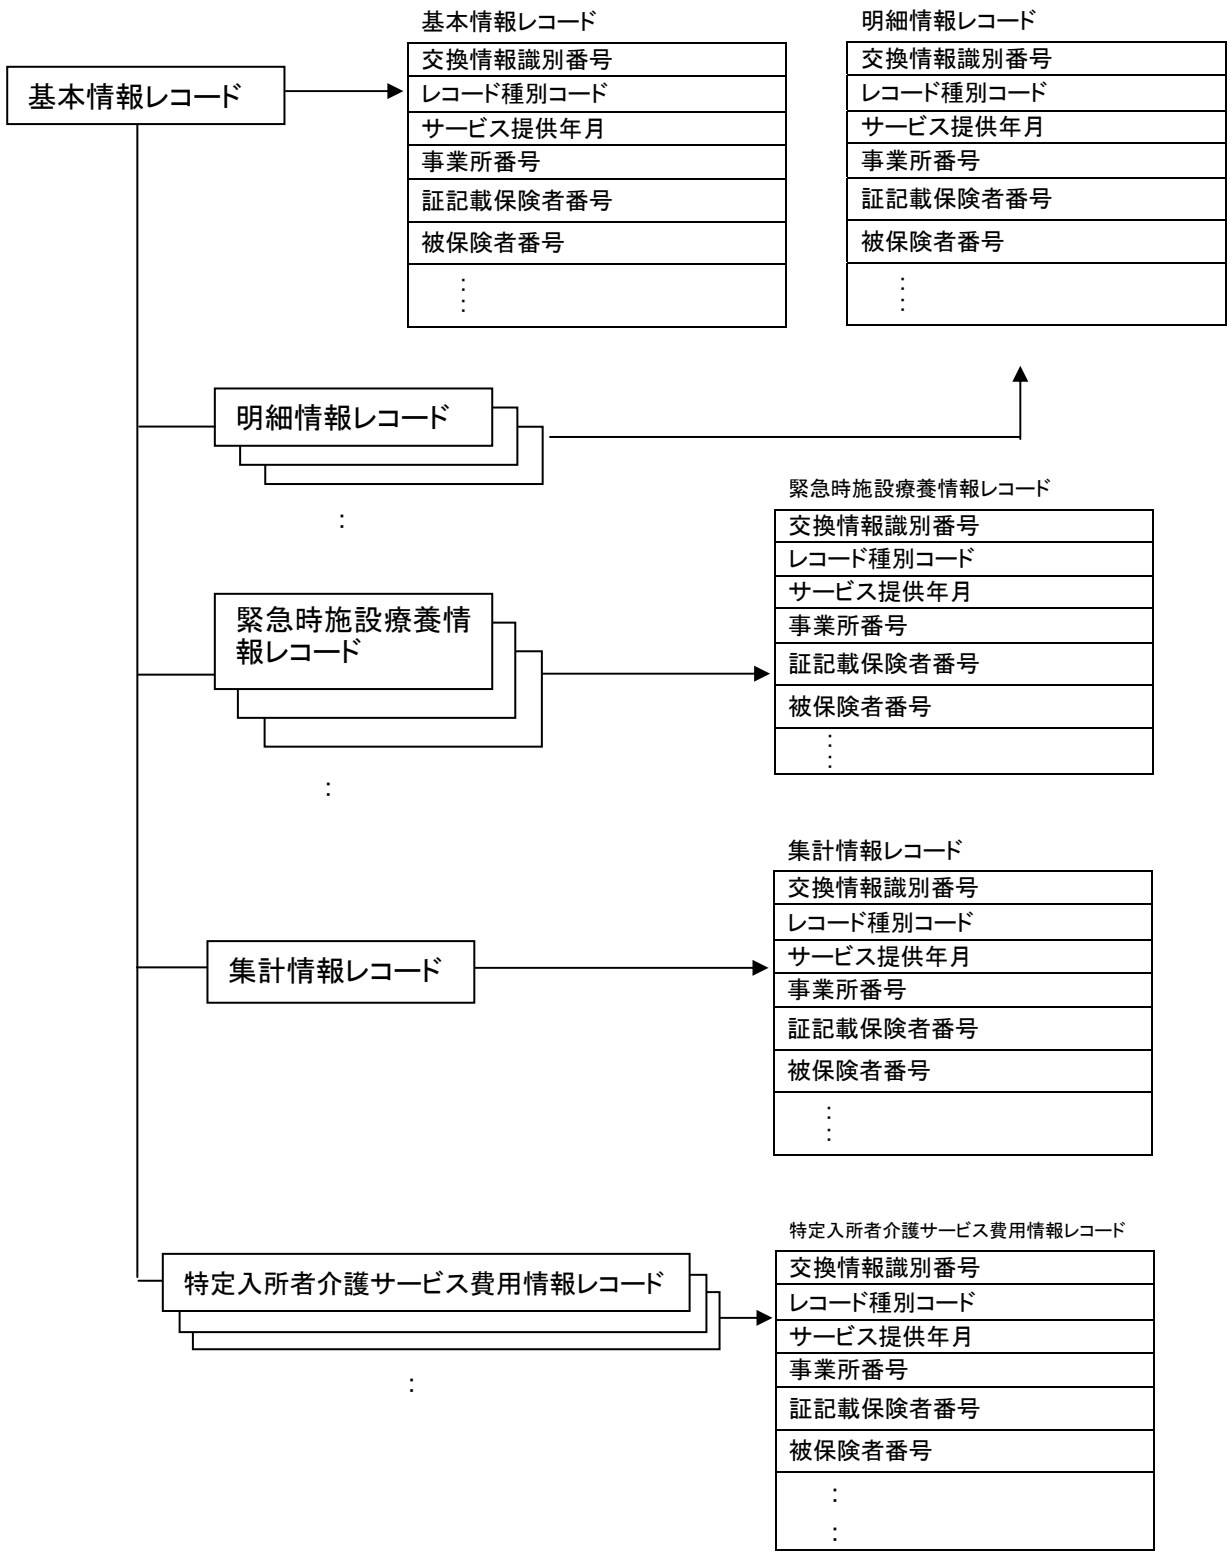 基本情報レコード
基本情報レコード
交換情報識別番号
レコード種別コード
サービス提供年月
事業所番号
証記載保険者番号
被保険者番号
:
:
明細情報レコード
交換情報識別番号
レコード種別コード
サービス提供年月
事業所番号
証記載保険者番号
被保険者番号
:
:
明細情報レコード
:
緊急時施設療養情
報レコード
:
緊急時施設療養情報レコード
交換情報識別番号
レコード種別コード
サービス提供年月
事業所番号
証記載保険者番号
被保険者番号
:
:
集計情報レコード
集計情報レコード
交換情報識別番号
レコード種別コード
サービス提供年月
事業所番号
証記載保険者番号
被保険者番号
:
:
特定入所者介護サービス費用情報レコード
:
特定入所者介護サービス費用情報レコード
交換情報識別番号
レコード種別コード
サービス提供年月
事業所番号
証記載保険者番号
被保険者番号
:
: